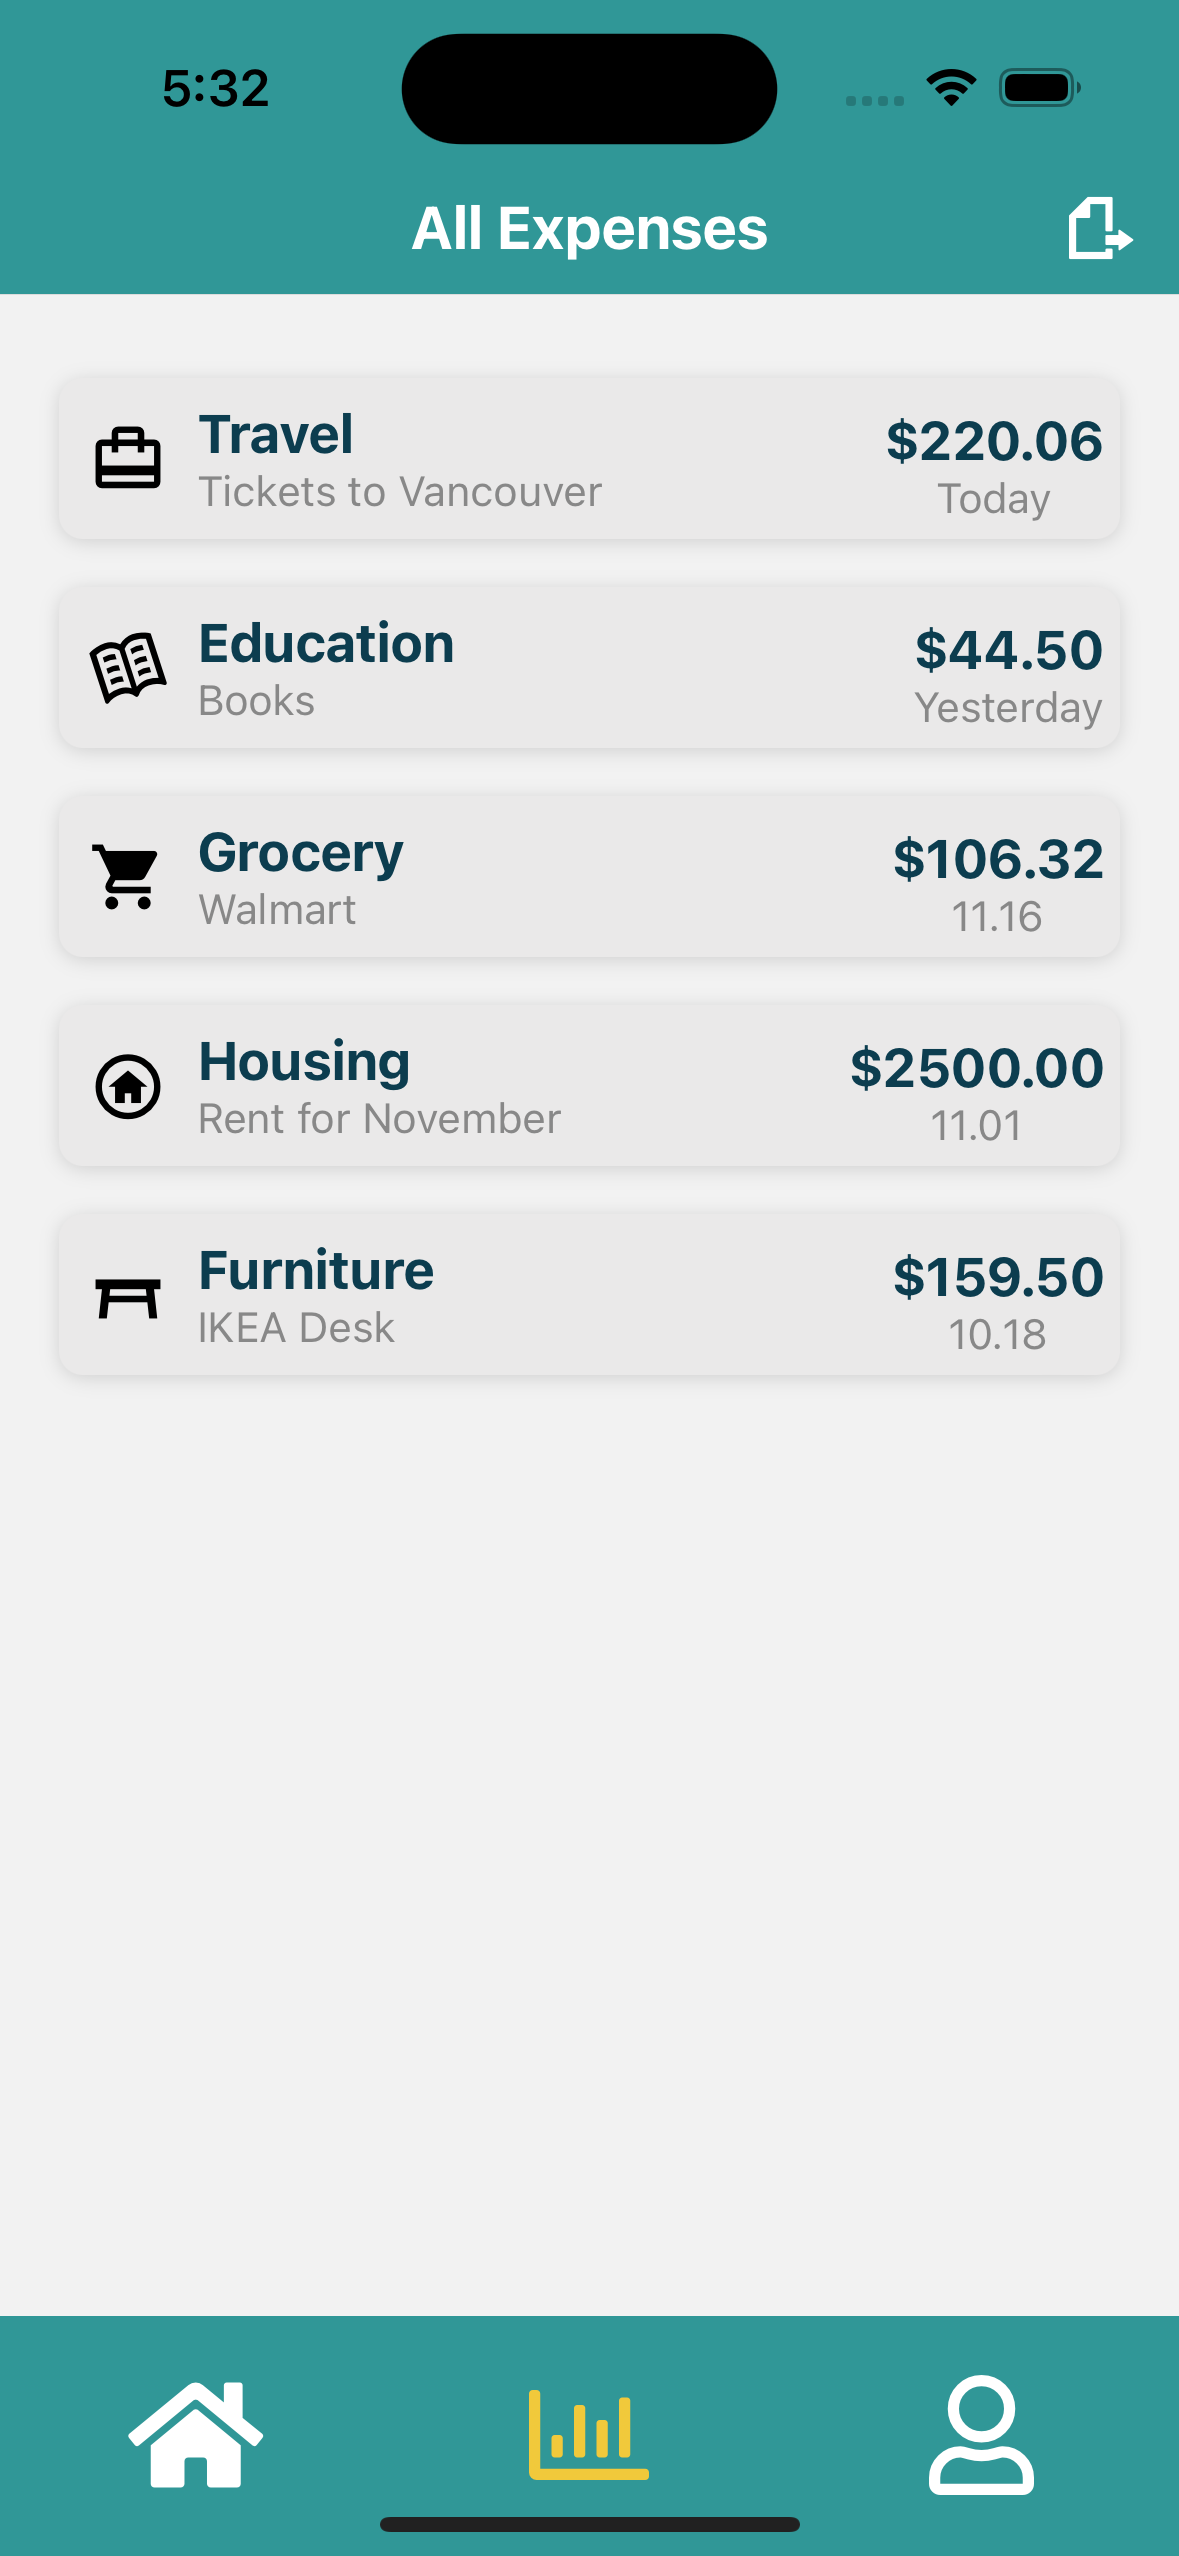 5:32
All Expenses
Travel
$220.06
Tickets to Vancouver
Today
Education
$44.50
Books
Yesterday
Grocery
$106.32
Walmart
11.16
Housing
$2500.00
Rent for November
11.01
Furniture
$159.50
IKEA Desk
10.18